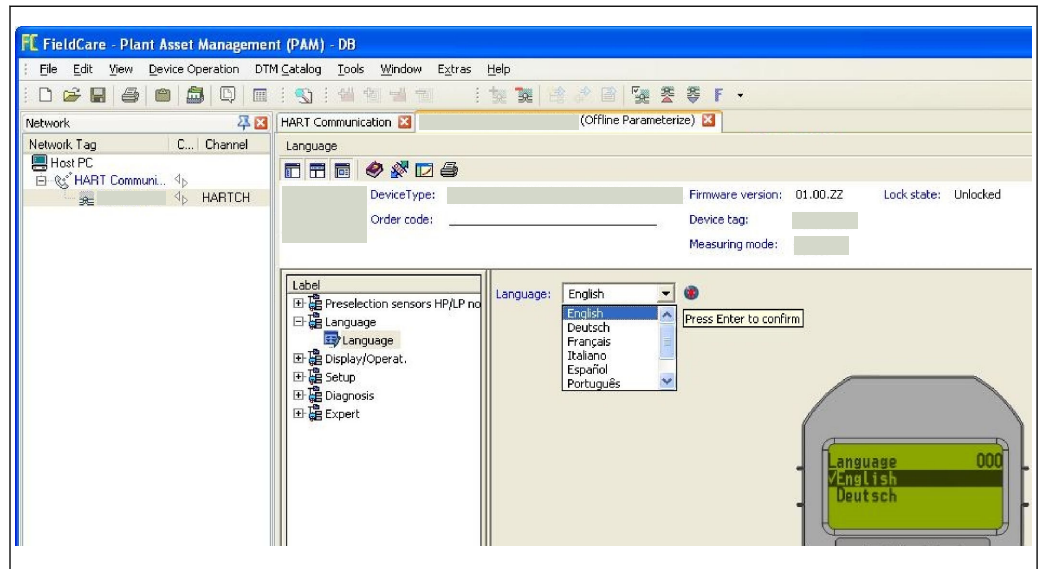 FieldCare - Plant Asset Management (PAM) - DB
File Edit View Device Operation DTM Catalog Tools Window Extras Help
F
Network
HART Communication
(Offline Parameterize)
Network Tag C... Channel
Language
Host PC
HART Communi...
HARTCH
DeviceType:
Firmware version: 01.00.ZZ
Lock state: Unlocked
Order code:
Device tag:
Measuring mode:
Label
Preselection sensors HP/LP no
Language
Language
Display/Operat.
Setup
Diagnosis
Expert
Language: English
English
Deutsch
Français
Italiano
Español
Português
Press Enter to confirm
Language 000
✓English
Deutsch